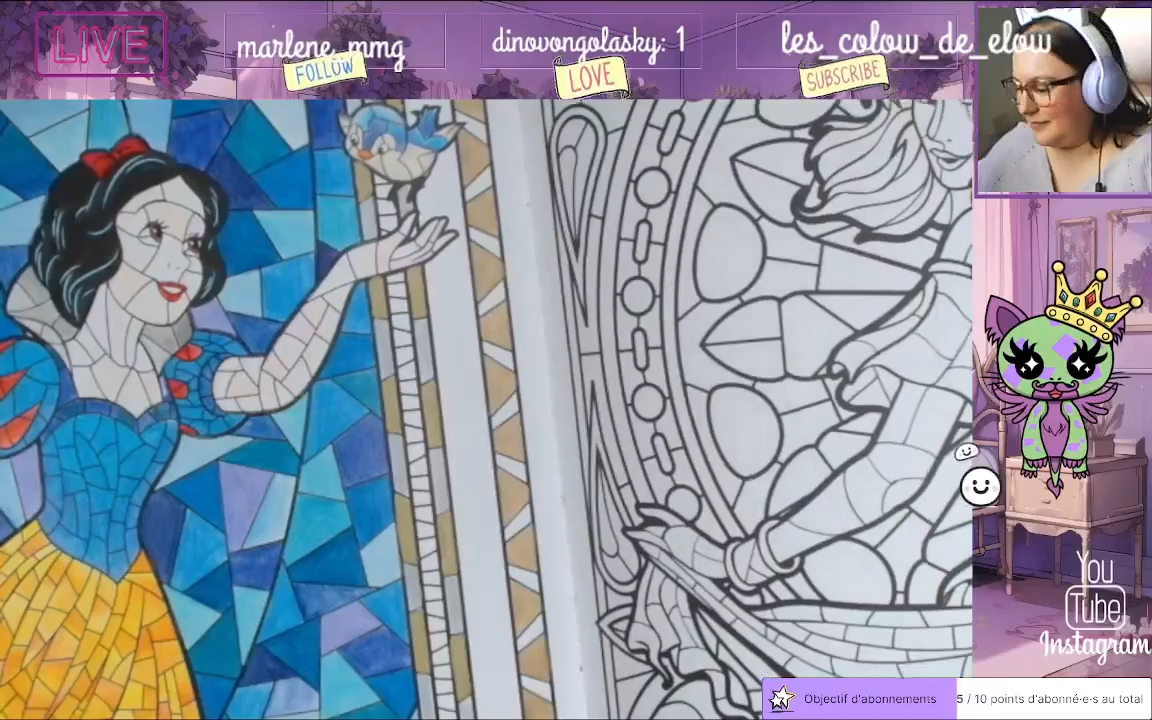 LIVE
marlene_mmg
FOLLOW
dinovongolasky: 1
LOVE
les_colow_de_elow
SUBSCRIBE
You
Tube
Instagram
Objectif d'abonnements
5 / 10 points d'abonné·e·s au total